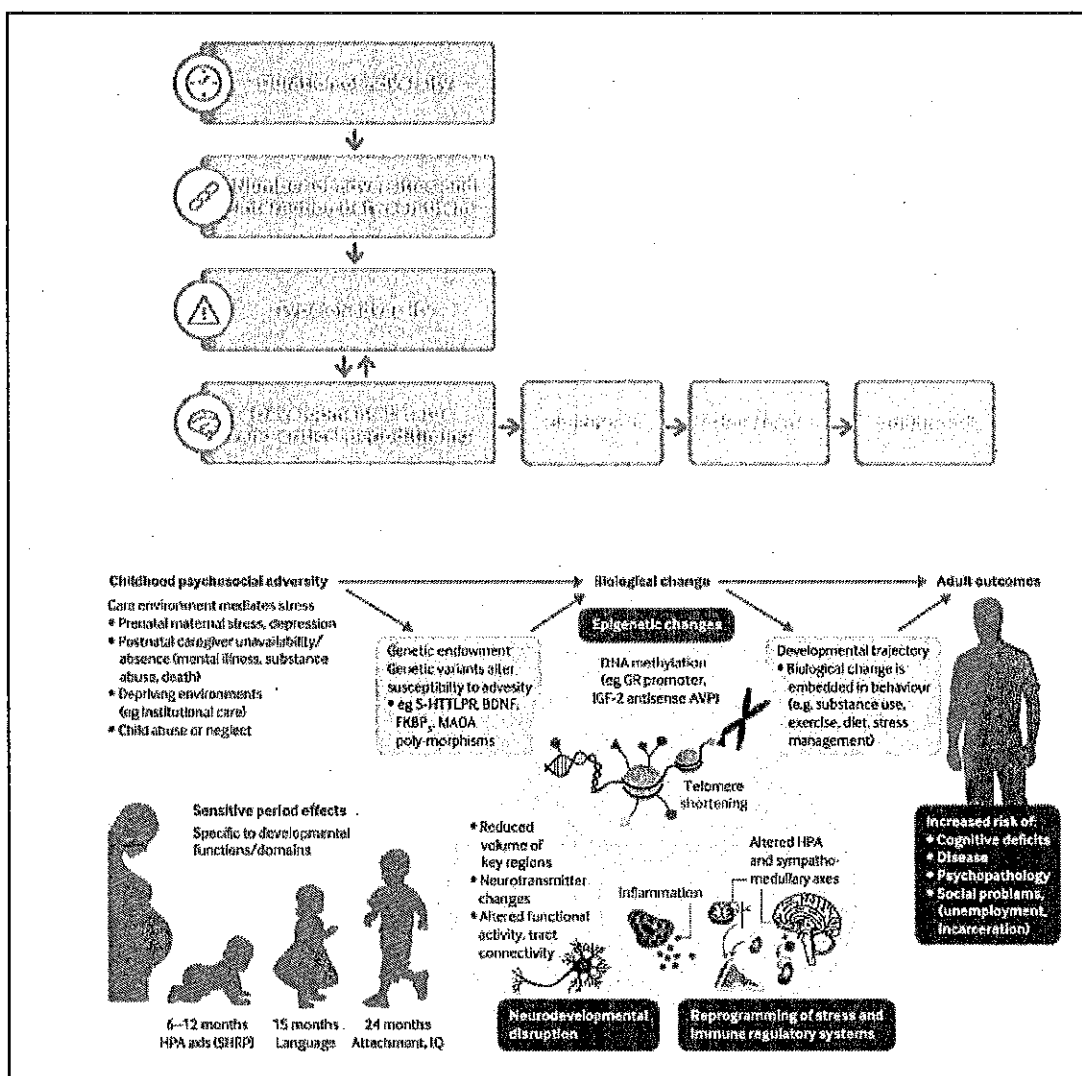 Childhood psychosocial adversity
Biological change
Adult outcomes
Care environment mediates stress
• Prenatal maternal stress, depression
• Postnatal caregiver unavailability/
absence (mental illness, substance
abuse, death)
• Depriving environments
(eg institutional care)
• Child abuse or neglect
Genetic endowment
Genetic variants alter
susceptibility to advesity
• eg 5-HTTLPR, BDNF,
FKBP5, MAOA
poly-morphisms
Epigenetic changes
DNA methylation
(eg GR promoter,
IGF-2 antisense AVP)
Telomere
shortening
Developmental trajectory
• Biological change is
embedded in behaviour
(e.g. substance use,
exercise, diet, stress
management)
Sensitive period effects
Specific to developmental
functions/domains
6–12 months
HPA axis (SHRP)
15 months
Language
24 months
Attachment, IQ
• Reduced
volume of
key regions
• Neurotransmitter
changes
• Altered functional
activity, tract
connectivity
Inflammation
Altered HPA
and sympatho-
medullary axes
Neurodevelopmental
disruption
Reprogramming of stress and
immune regulatory systems
Increased risk of:
• Cognitive deficits
• Disease
• Psychopathology
• Social problems,
(unemployment,
incarceration)